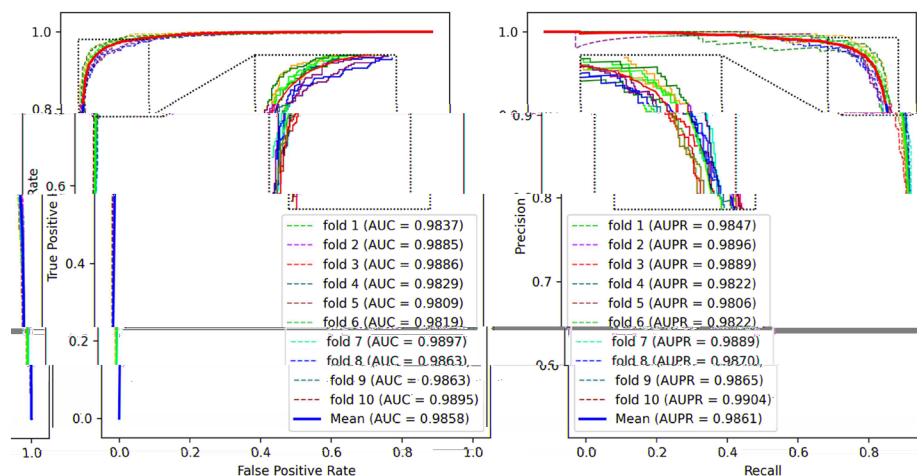 1.0
0.8
0.6
0.4
0.2
0.0
Rate
True Positive
fold 1 (AUC = 0.9837)
fold 2 (AUC = 0.9885)
fold 3 (AUC = 0.9886)
fold 4 (AUC = 0.9829)
fold 5 (AUC = 0.9809)
fold 6 (AUC = 0.9819)
fold 7 (AUC = 0.9897)
fold 8 (AUC = 0.9863)
fold 9 (AUC = 0.9863)
fold 10 (AUC = 0.9895)
Mean (AUC = 0.9858)
1.0
0.0
0.2
0.4
0.6
0.8
1.0
False Positive Rate
1.0
0.9
0.8
0.7
Precision
fold 1 (AUPR = 0.9847)
fold 2 (AUPR = 0.9896)
fold 3 (AUPR = 0.9889)
fold 4 (AUPR = 0.9822)
fold 5 (AUPR = 0.9806)
fold 6 (AUPR = 0.9822)
fold 7 (AUPR = 0.9889)
fold 8 (AUPR = 0.9870)
fold 9 (AUPR = 0.9865)
fold 10 (AUPR = 0.9904)
Mean (AUPR = 0.9861)
0.0
0.2
0.4
0.6
0.8
Recall